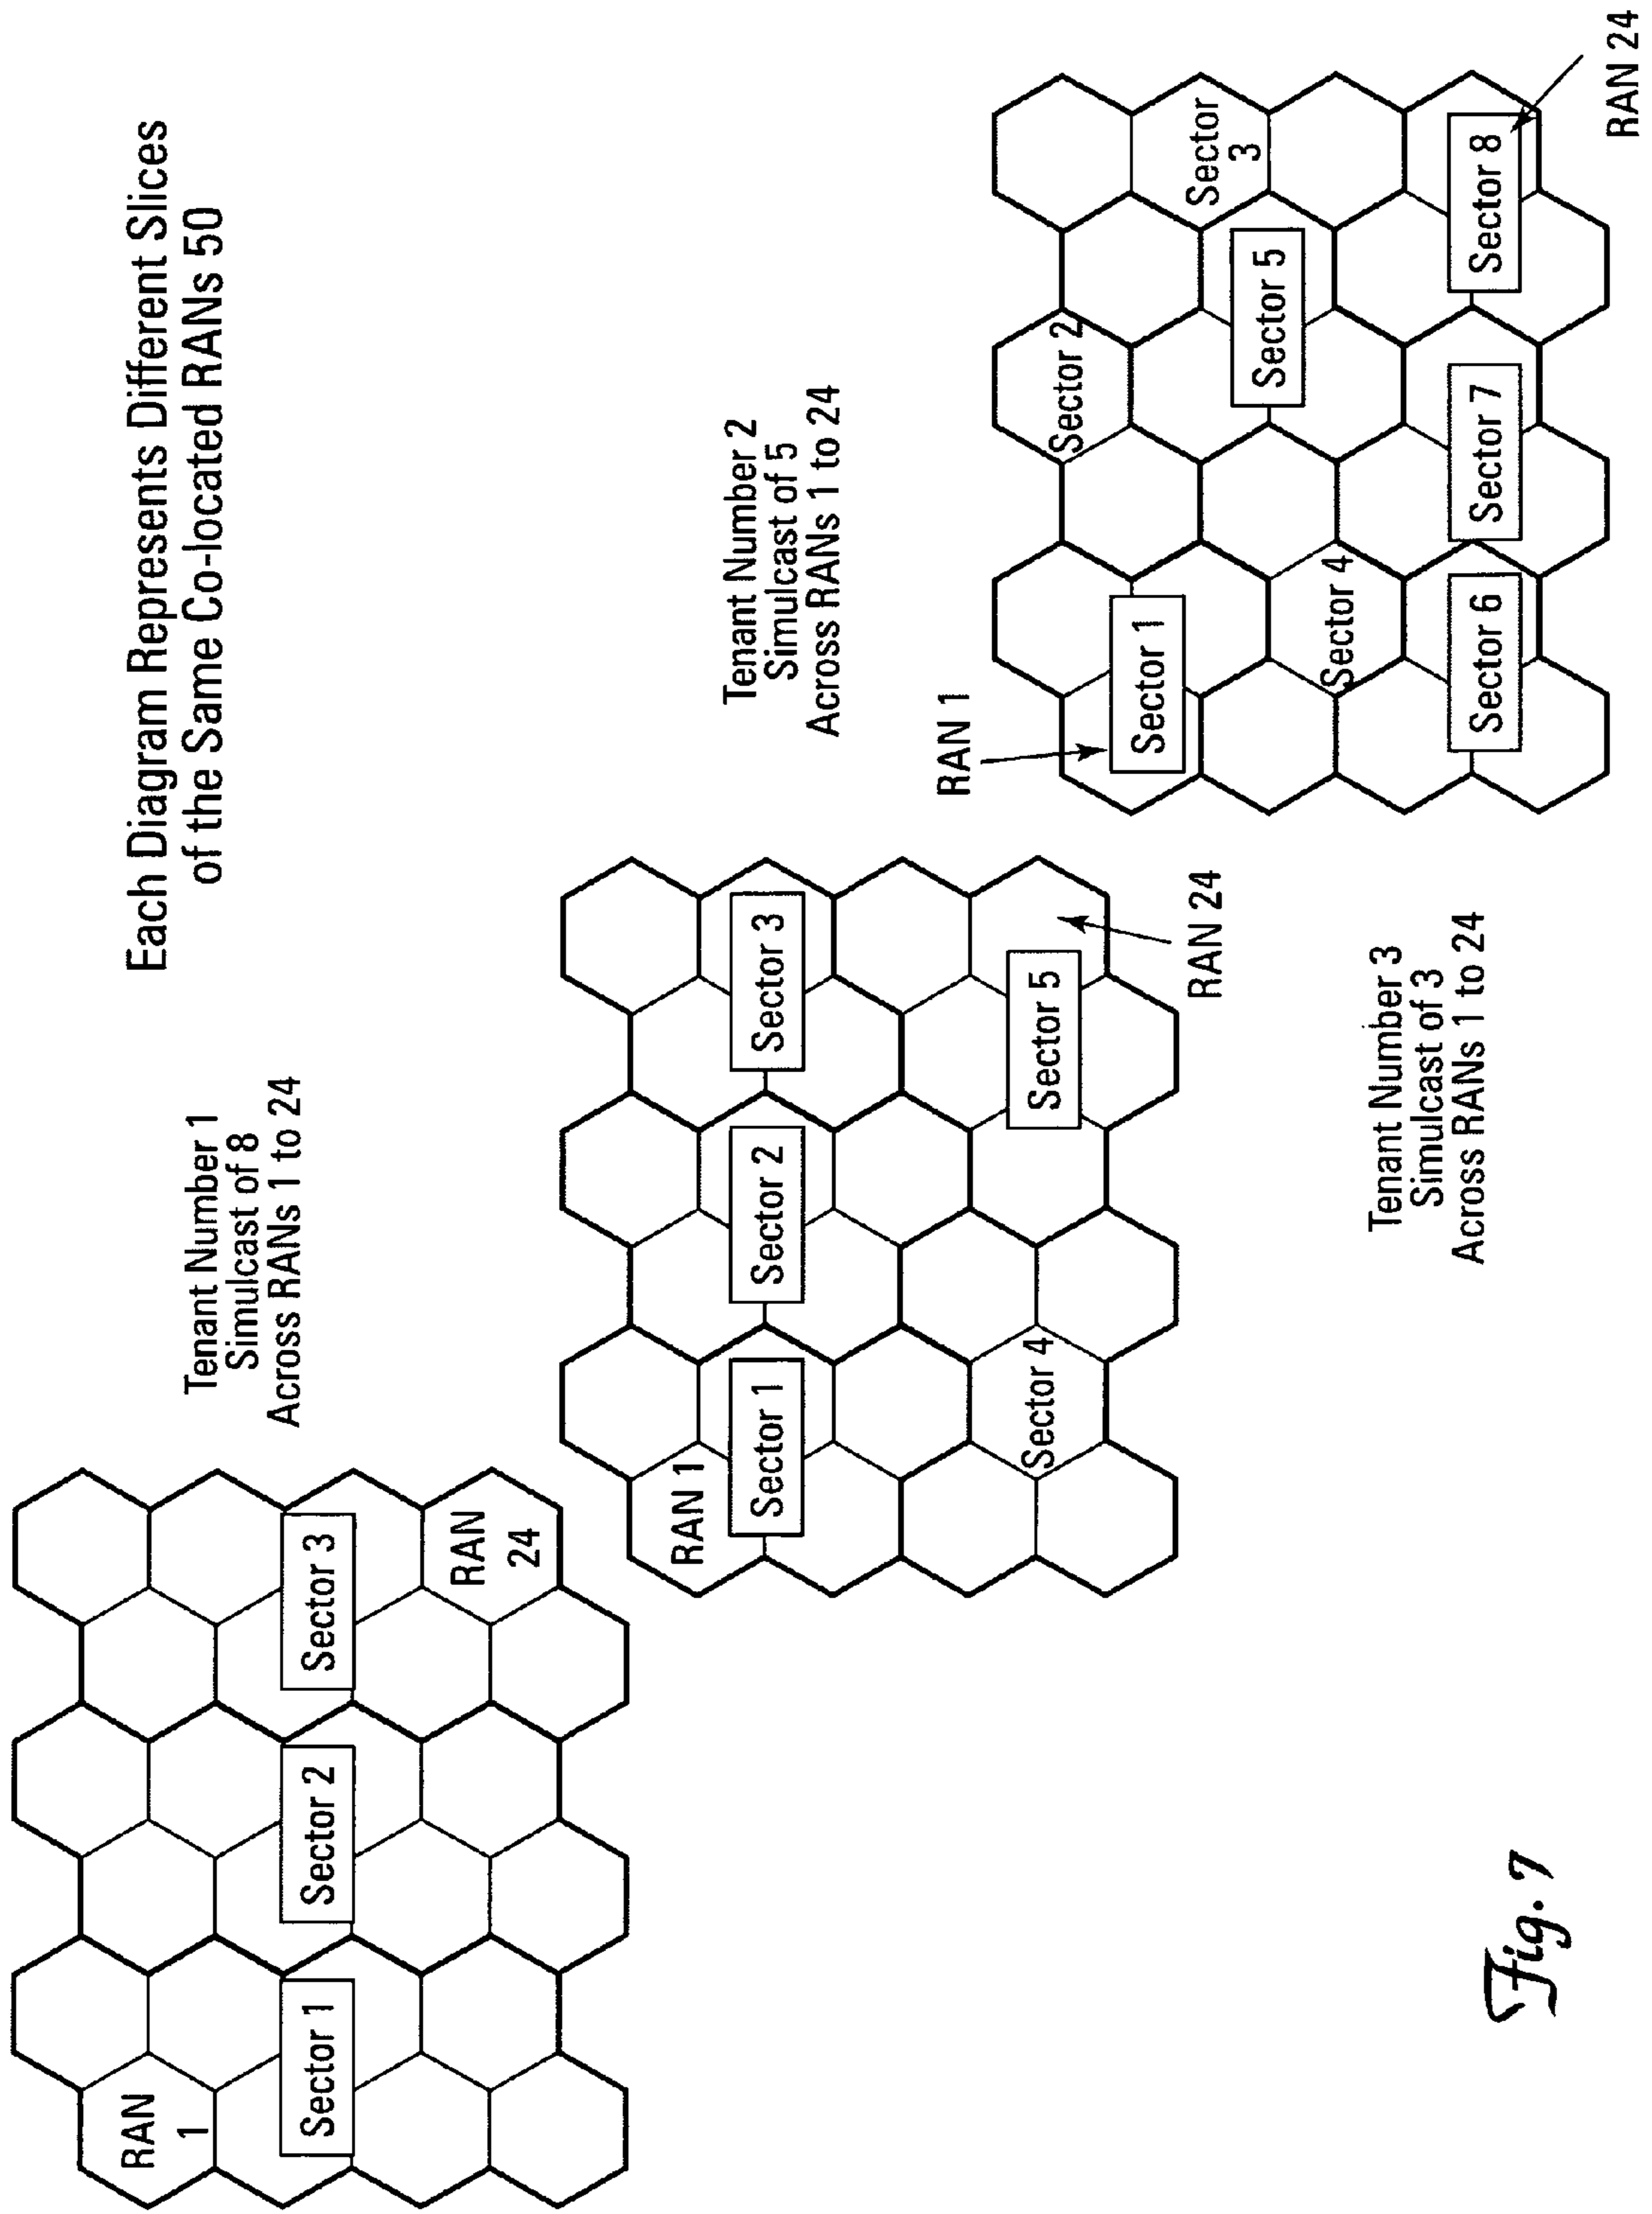 Each Diagram Represents Different Slices
of the Same Co-located RANs 50
Tenant Number 1
Simulcast of 8
Across RANs 1 to 24
RAN
1
Sector 1
Sector 2
Sector 3
RAN
24
Tenant Number 2
Simulcast of 5
Across RANs 1 to 24
RAN 1
Sector 1
Sector 2
Sector 3
Sector 4
Sector 5
RAN 24
Tenant Number 3
Simulcast of 3
Across RANs 1 to 24
RAN 1
Sector 1
Sector 2
Sector
3
Sector 4
Sector 5
Sector 6
Sector 7
Sector 8
RAN 24
Fig. 7